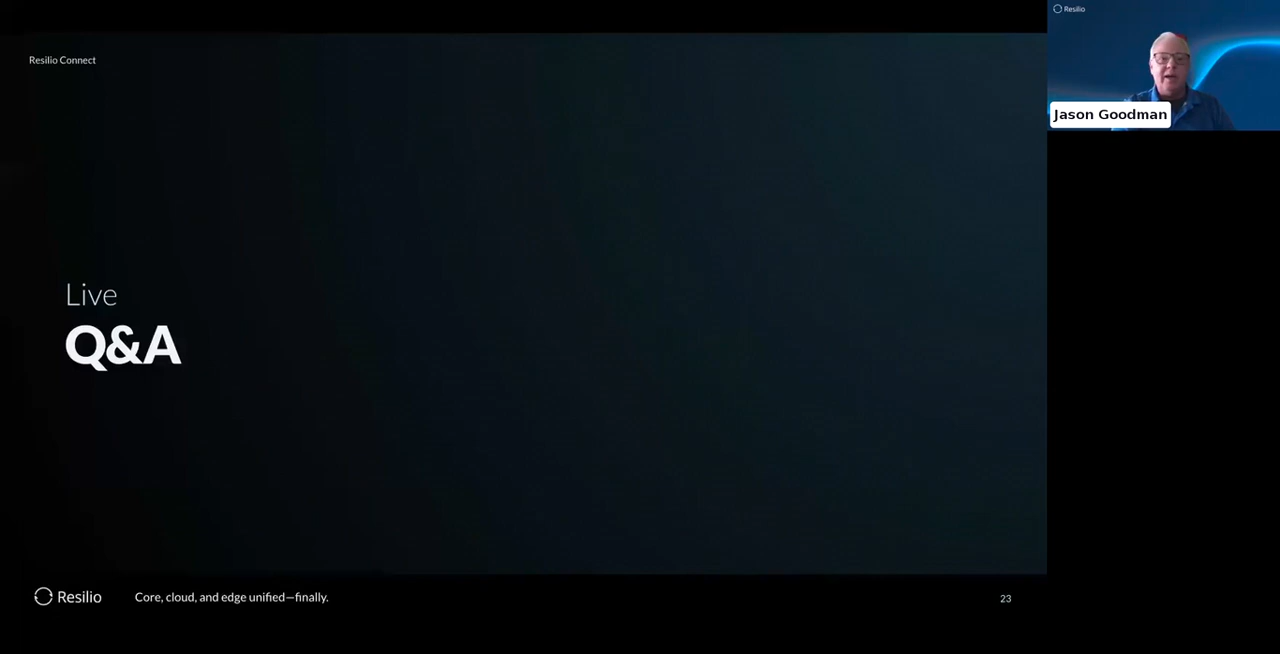 Resilio Connect
Live
Q&A
Resilio
Core, cloud, and edge unified—finally.
23
Resilio
Jason Goodman